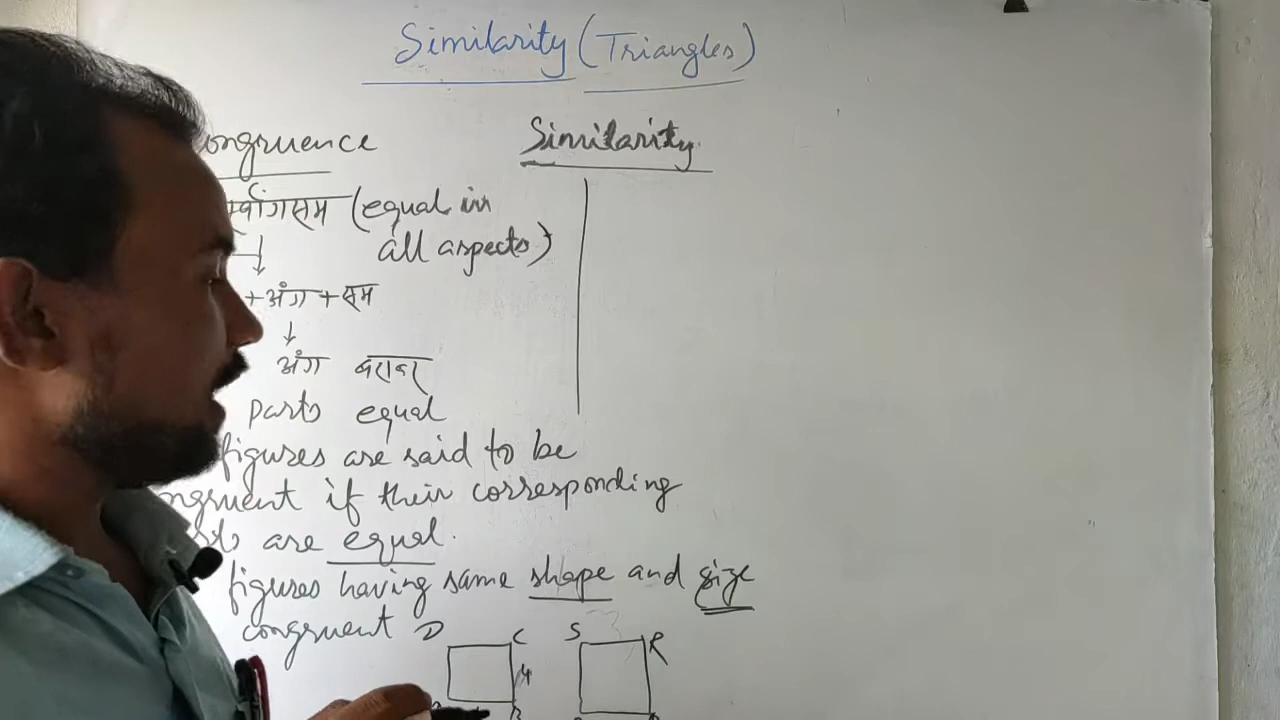 Similarity (Triangles)
ongruence
Similarity
र्वांगसम (equal in
all aspects)
+ अंग + सम
अंग बराबर
parts equal
figures are said to be
ngruent if their corresponding
are equal.
figures having same shape and size
congruent
D C S R
4
B